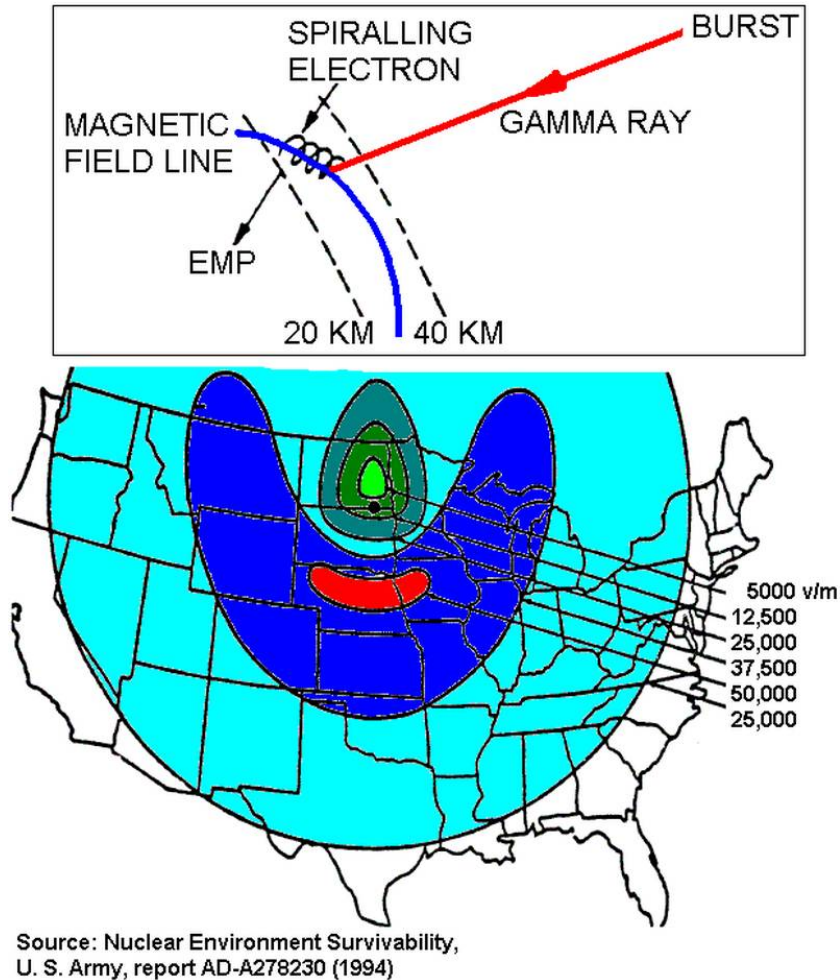 BURST
SPIRALLING
ELECTRON
GAMMA RAY
MAGNETIC
FIELD LINE
EMP
20 KM
40 KM
5000 v/m
12,500
25,000
37,500
50,000
25,000
Source: Nuclear Environment Survivability,
U. S. Army, report AD-A278230 (1994)